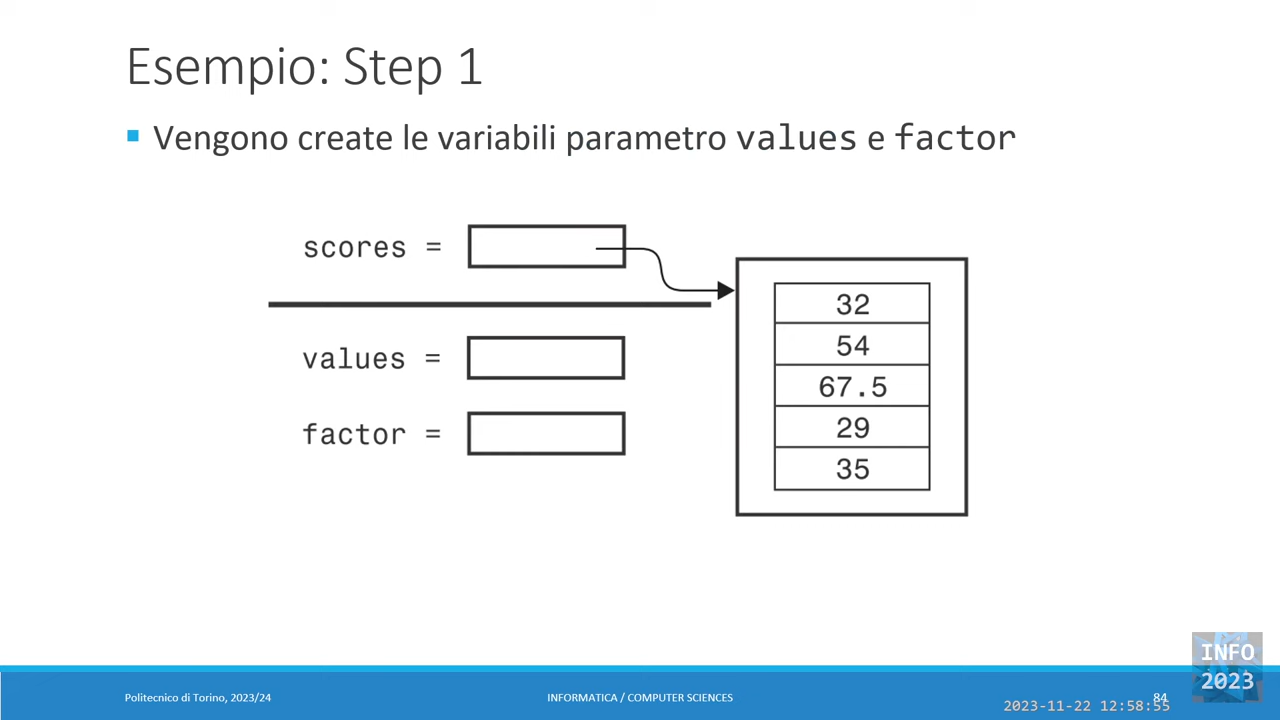 Esempio: Step 1
Vengono create le variabili parametro values e factor
scores =
32
54
67.5
29
35
values =
factor =
INFO
2023
Politecnico di Torino, 2023/24
INFORMATICA / COMPUTER SCIENCES
84
2023-11-22 12:58:55